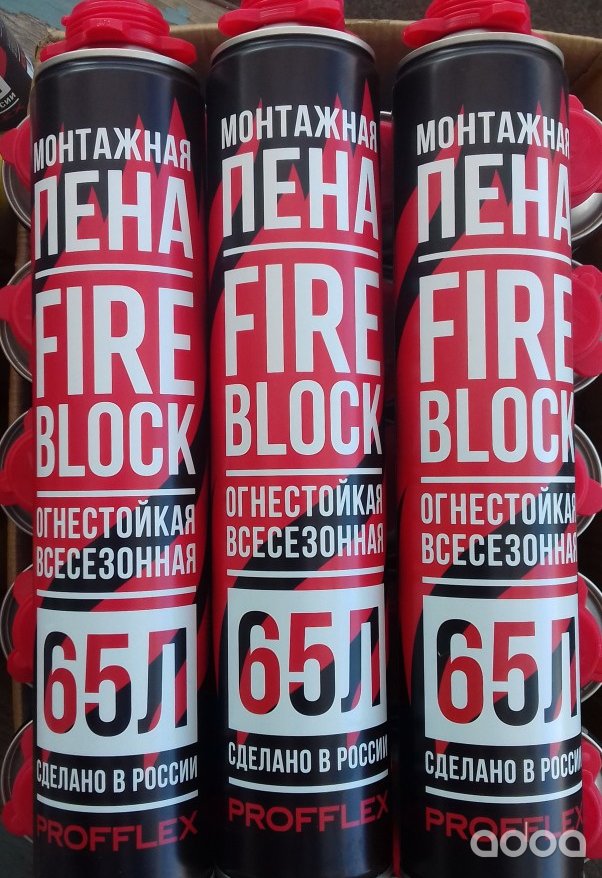 МОНТАЖНАЯ
ПЕНА
FIRE
BLOCK
ОГНЕСТОЙКАЯ
ВСЕСЕЗОННАЯ
65Л
СДЕЛАНО В РОССИИ
PROFFLEX
МОНТАЖНАЯ
ПЕНА
FIRE
BLOCK
ОГНЕСТОЙКАЯ
ВСЕСЕЗОННАЯ
65Л
СДЕЛАНО В РОССИИ
PROFFLEX
МОНТАЖНАЯ
ПЕНА
FIRE
BLOCK
ОГНЕСТОЙКАЯ
ВСЕСЕЗОННАЯ
65Л
СДЕЛАНО В РОССИИ
PROFFLEX
adba